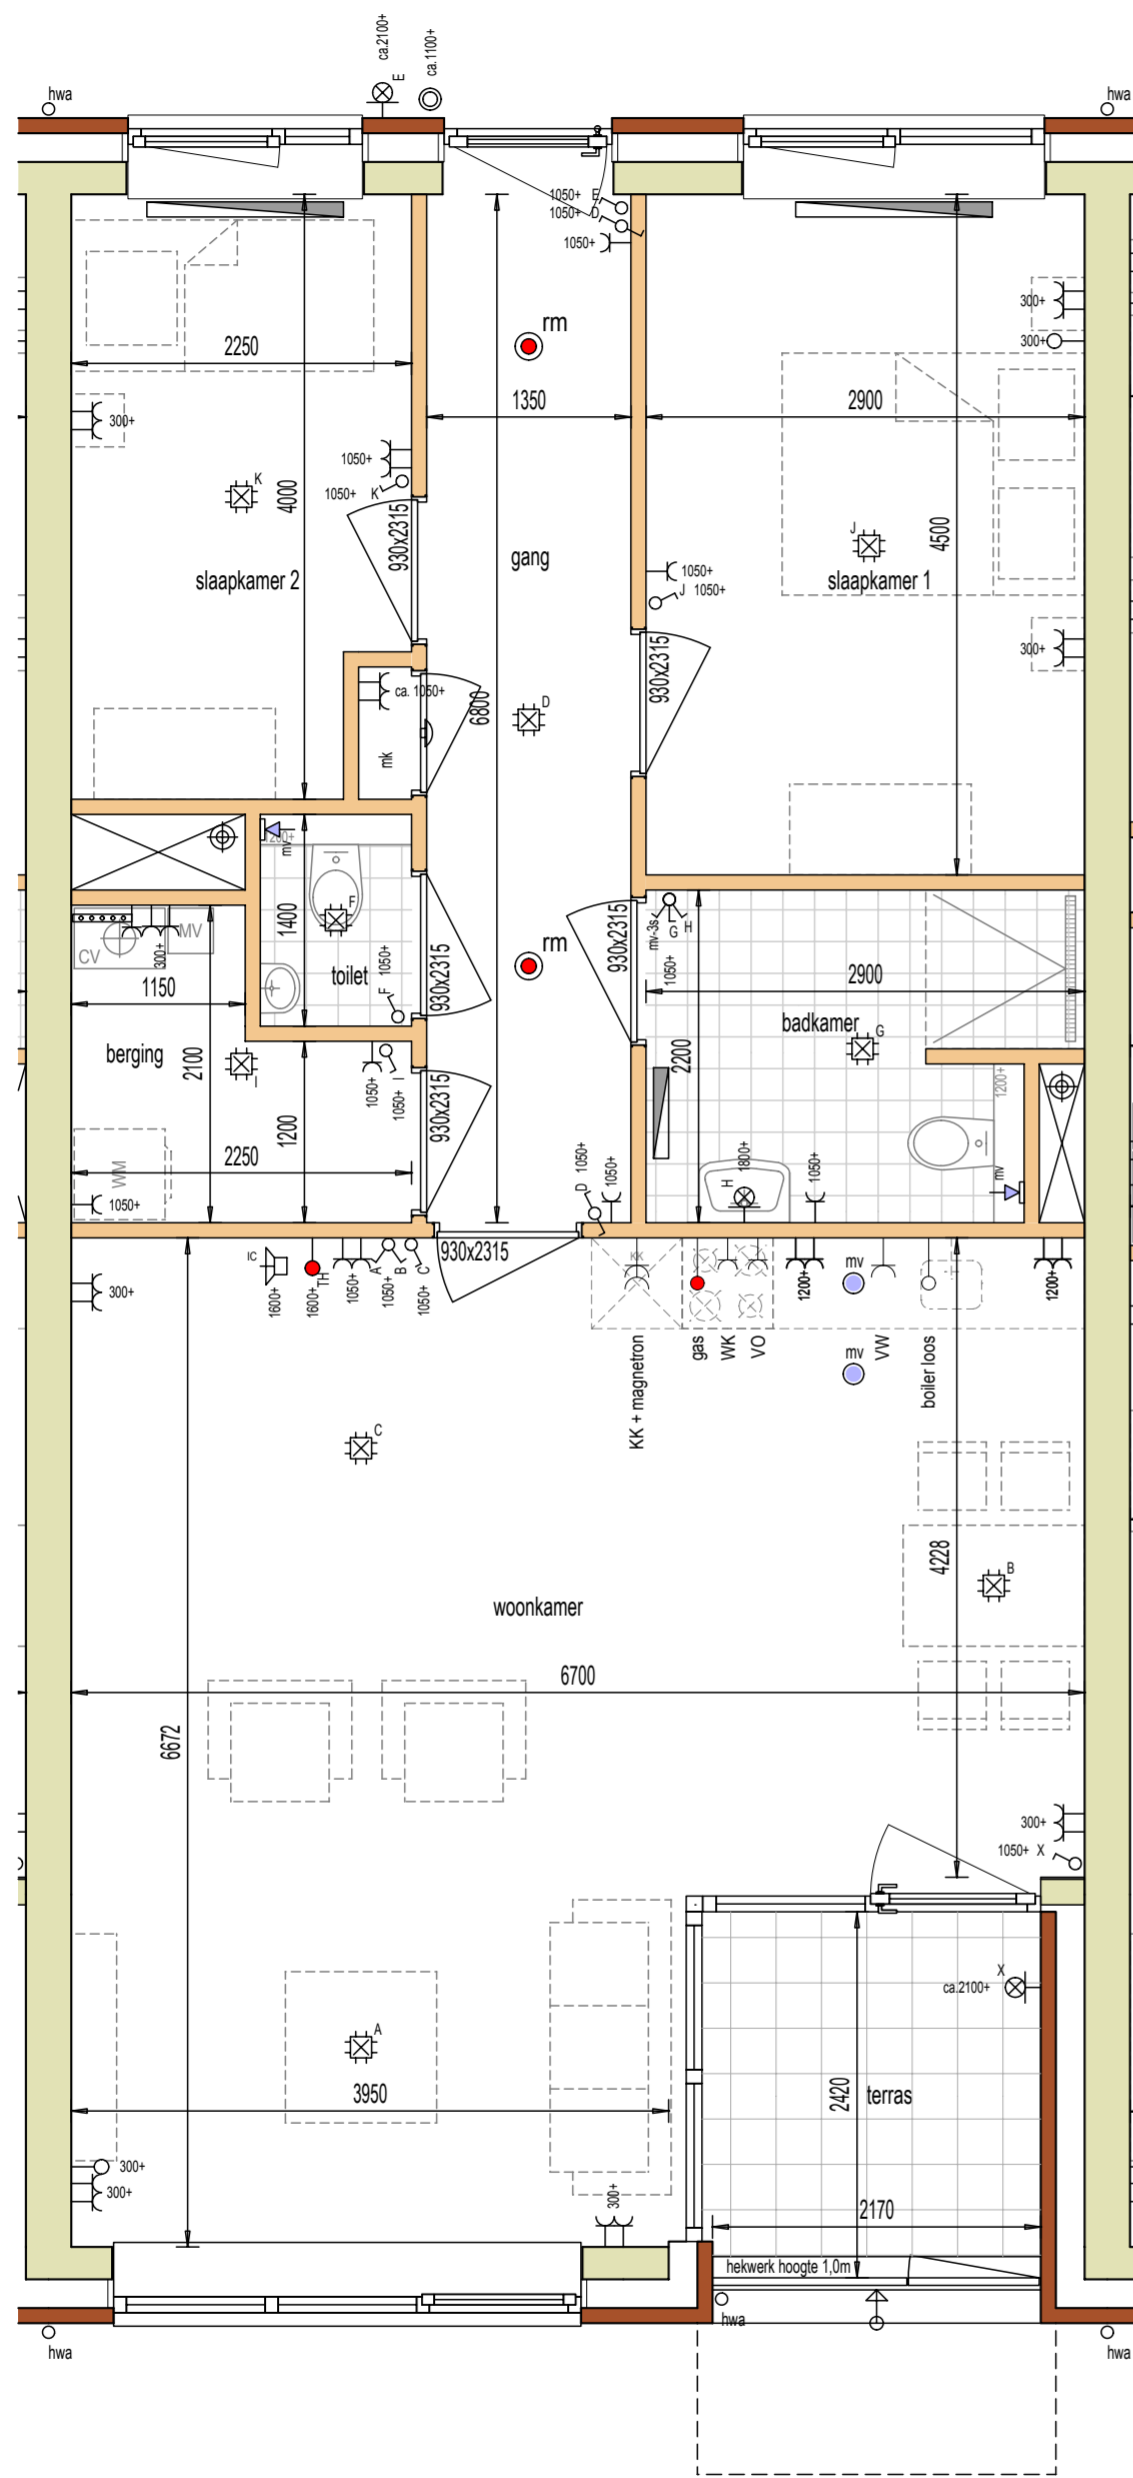 ca.2100+
E
ca.1100+
hwa
hwa
1050+ E
1050+ D
1050+
rm
300+
300+
2250
1350
2900
300+
1050+
1050+ K
K
4000
930x2315
slaapkamer 2
gang
J
4500
slaapkamer 1
1050+
J 1050+
930x2315
300+
ca. 1050+
6800
D
mk
1200+
mv
F
1400
toilet
1050+
F
930x2315
CV
MV
300+
1150
berging
2100
I
1050+
1050+ I
1200
930x2315
2250
WM
1050+
rm
930x2315
mv-3s
G
H
1050+
2900
badkamer
G
2200
1200+
mv
H
1800+
1050+
D 1050+
1050+
930x2315
IC
1600+
TH
1600+
1050+
A
1050+
B
C
1050+
300+
KK
KK + magnetron
gas
WK
VO
1200+
mv
mv
VW
boiler loos
1200+
C
B
4228
woonkamer
6700
6672
300+
1050+ X
X
ca.2100+
A
3950
2420
terras
300+
300+
300+
2170
hekwerk hoogte 1,0m
hwa
hwa
hwa